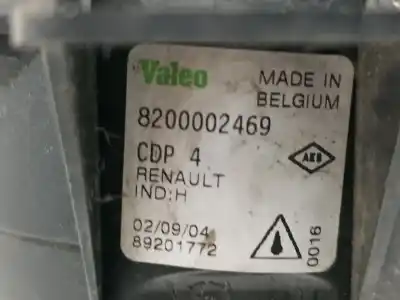 Valeo
MADE IN
BELGIUM
8200002469
CDP 4
RENAULT
IND:H
02/09/04
89201772
0016